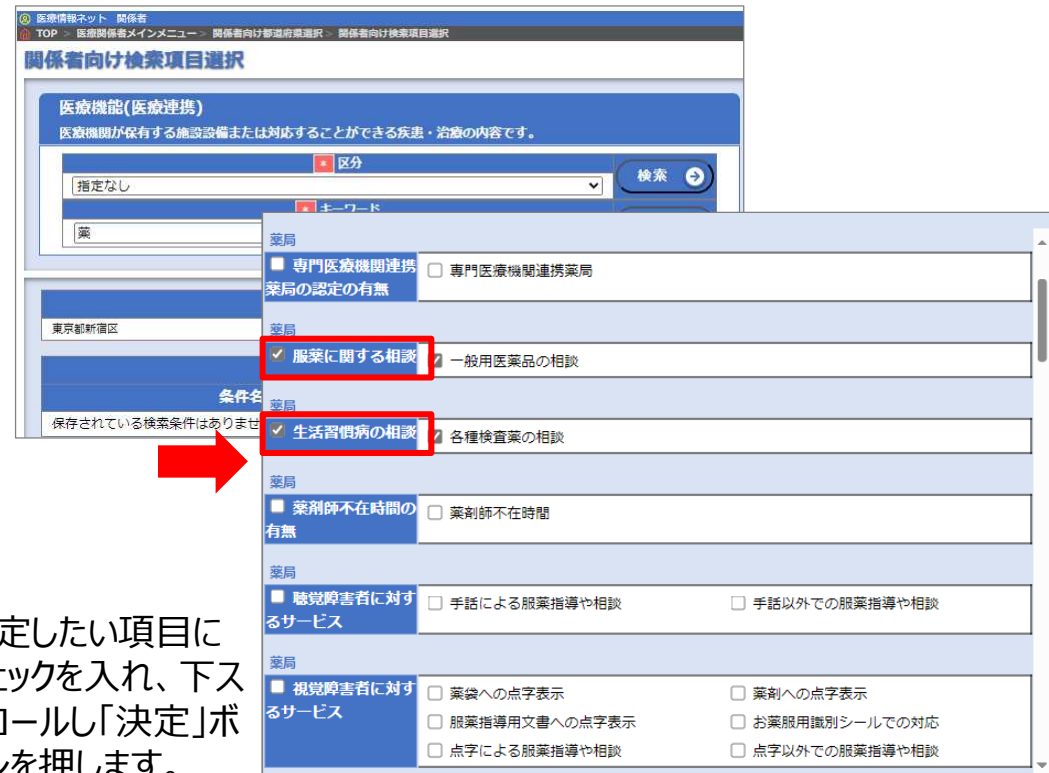 医療情報ネット 関係者
TOP > 医療関係者メインメニュー > 関係者向け都道府県選択 > 関係者向け検索項目選択
関係者向け検索項目選択
医療機能(医療連携)
医療機関が保有する施設設備または対応することができる疾患・治療の内容です。
* 区分
指定なし
検索
* キーワード
薬
東京都新宿区
条件名
保存されている検索条件はありませ
薬局
専門医療機関連携
薬局の認定の有無
専門医療機関連携薬局
薬局
服薬に関する相談
一般用医薬品の相談
薬局
生活習慣病の相談
各種検査薬の相談
薬局
薬剤師不在時間の
有無
薬剤師不在時間
薬局
聴覚障害者に対す
るサービス
手話による服薬指導や相談
手話以外での服薬指導や相談
薬局
視覚障害者に対す
るサービス
薬袋への点字表示
薬剤への点字表示
服薬指導用文書への点字表示
お薬服用識別シールでの対応
点字による服薬指導や相談
点字以外での服薬指導や相談
定したい項目に
ェックを入れ、下ス
ロールし「決定」ボ
ンを押します。